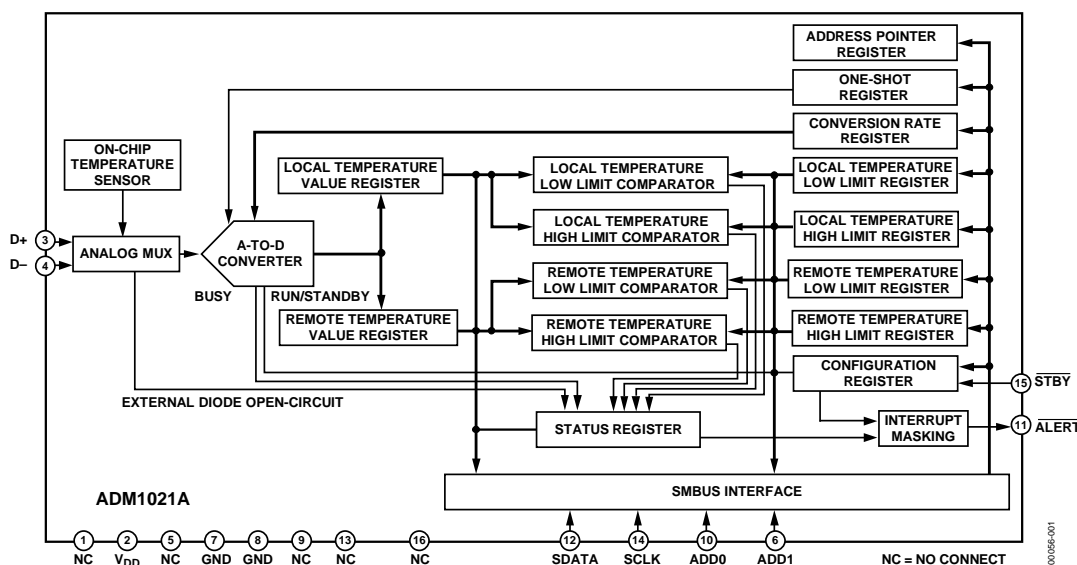 ADDRESS POINTER
REGISTER
ONE-SHOT
REGISTER
CONVERSION RATE
REGISTER
ON-CHIP
TEMPERATURE
SENSOR
LOCAL TEMPERATURE
VALUE REGISTER
LOCAL TEMPERATURE
LOW LIMIT COMPARATOR
LOCAL TEMPERATURE
LOW LIMIT REGISTER
D+
3
D–
4
ANALOG MUX
A-TO-D
CONVERTER
LOCAL TEMPERATURE
HIGH LIMIT COMPARATOR
LOCAL TEMPERATURE
HIGH LIMIT REGISTER
BUSY
RUN/STANDBY
REMOTE TEMPERATURE
LOW LIMIT COMPARATOR
REMOTE TEMPERATURE
LOW LIMIT REGISTER
REMOTE TEMPERATURE
VALUE REGISTER
REMOTE TEMPERATURE
HIGH LIMIT COMPARATOR
REMOTE TEMPERATURE
HIGH LIMIT REGISTER
CONFIGURATION
REGISTER
15
STBY
EXTERNAL DIODE OPEN-CIRCUIT
STATUS REGISTER
INTERRUPT
MASKING
11
ALERT
SMBUS INTERFACE
ADM1021A
1
NC
2
VDD
5
NC
7
GND
8
GND
9
NC
13
NC
16
NC
12
SDATA
14
SCLK
10
ADD0
6
ADD1
NC = NO CONNECT
00056-001